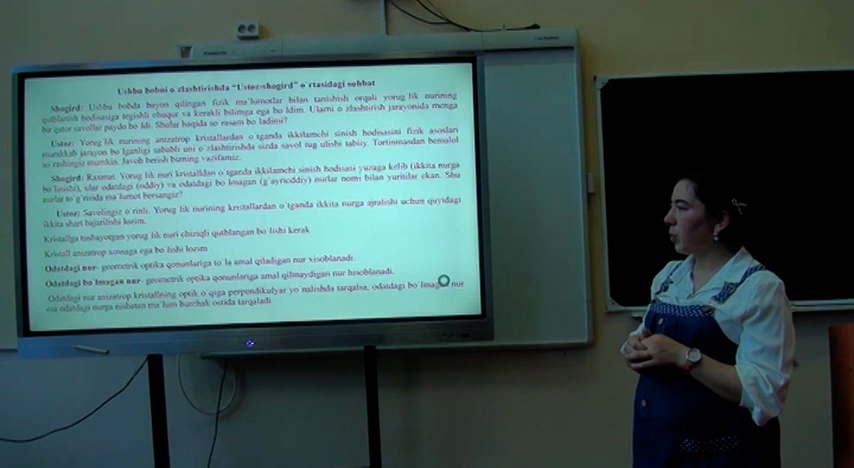 Ushbu bobni o`zlashtirishda "Ustoz-shogird" o`rtasidagi suhbat
Shogird: Ushbu bobda bayon qilingan fizik ma`lumotlar bilan tanishish orqali yorug`lik nurining
qutblanish hodisasiga tegishli chuqur va kerakli bilimga ega bo`ldim. Ularni o`zlashtirish jarayonida menga
bir qator savollar paydo bo`ldi. Shular haqida so`rasam bo`ladimi?
Ustoz: Yorug`lik nurining anizatrop kristallardan o`tganda ikkilamchi sinish hodisasini fizik asoslari
murakkab jarayon bo`lganligi sababli uni o`zlashtirishda sizda savol tug`ulishi tabiiy. Tortinmasdan bemalol
so`rashingiz mumkin. Javob berish bizning vazifamiz.
Shogird: Raxmat. Yorug`lik nuri kristalldan o`tganda ikkilamchi sinish hodisasi yuzaga kelib (ikkita nurga
bo`linishi), ular odatdagi (oddiy) va odatdagi bo`lmagan (g`ayrioddiy) nurlar nomi bilan yuritilar ekan. Shu
nurlar to`g`risida ma`lumot bersangiz?
Ustoz: Savolingiz o`rinli. Yorug`lik nurining kristallardan o`tganda ikkita nurga ajralishi uchun quyidagi
ikkita shart bajarilishi lozim.
Kristallga tushayotgan yorug`lik nuri chiziqli qutblangan bo`lishi kerak
Kristall anizatrop xossaga ega bo`lishi lozim
Odatdagi nur- geometrik optika qonunlariga to`la amal qiladigan nur xisoblanadi.
Odatdagi bo`lmagan nur- geometrik optika qonunlariga amal qilmaydigan nur hisoblanadi.
Odatdagi nur anizatrop kristallning optik o`qiga perpendikulyar yo`nalishda tarqalsa, odatdagi bo`lmagan nur
esa odatdagi nurga nisbatan ma`lum burchak ostida tarqaladi